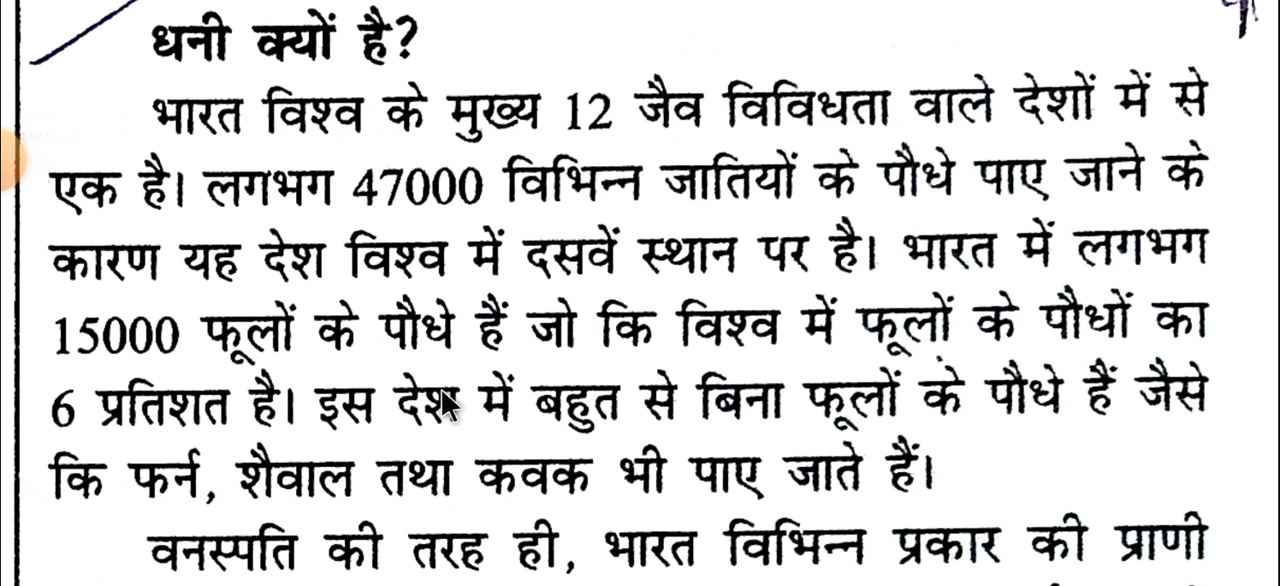 धनी क्यों है?
भारत विश्व के मुख्य 12 जैव विविधता वाले देशों में से
एक है। लगभग 47000 विभिन्न जातियों के पौधे पाए जाने के
कारण यह देश विश्व में दसवें स्थान पर है। भारत में लगभग
15000 फूलों के पौधे हैं जो कि विश्व में फूलों के पौधों का
6 प्रतिशत है। इस देश में बहुत से बिना फूलों के पौधे हैं जैसे
कि फर्न, शैवाल तथा कवक भी पाए जाते हैं।
वनस्पति की तरह ही, भारत विभिन्न प्रकार की प्राणी